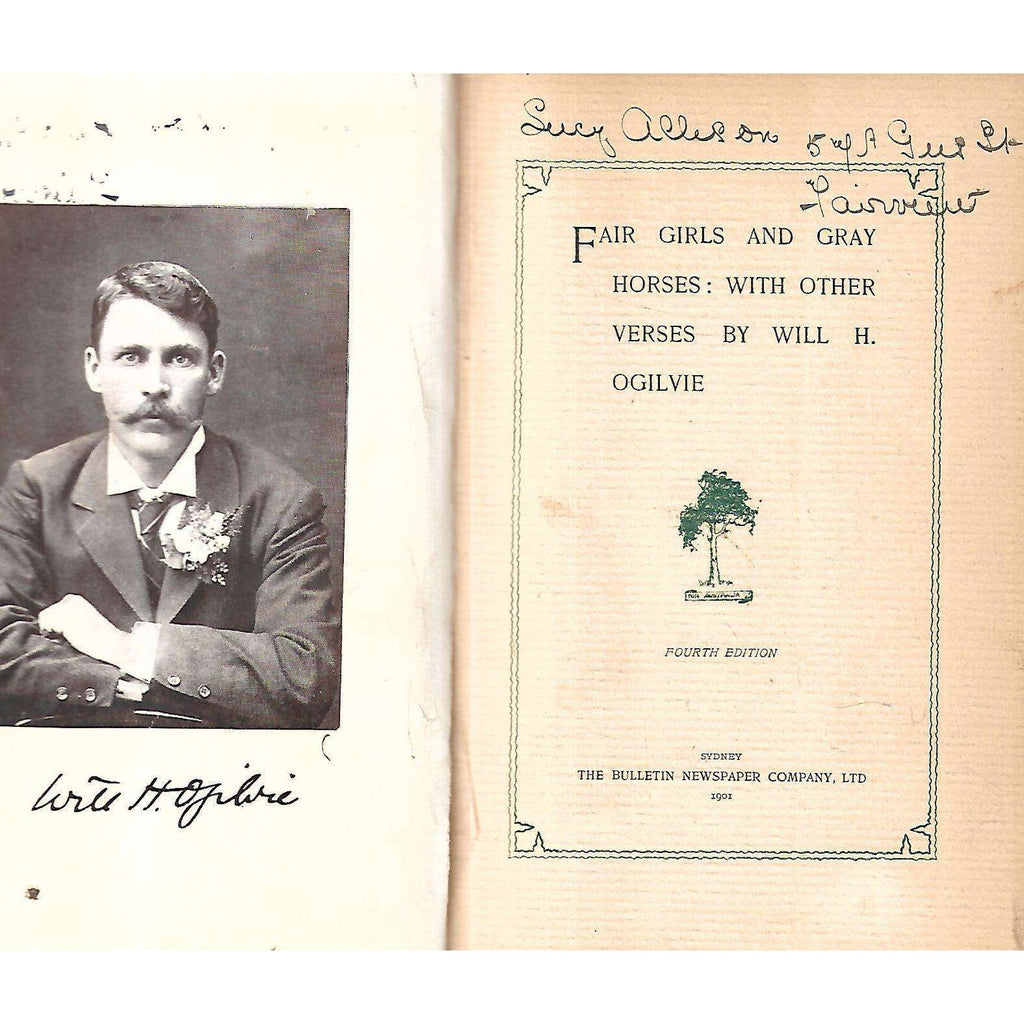 Will H. Ogilvie
Lucy Allison
Fairview
FAIR GIRLS AND GRAY
HORSES: WITH OTHER
VERSES BY WILL H.
OGILVIE
FOURTH EDITION
SYDNEY
THE BULLETIN NEWSPAPER COMPANY, LTD
1901